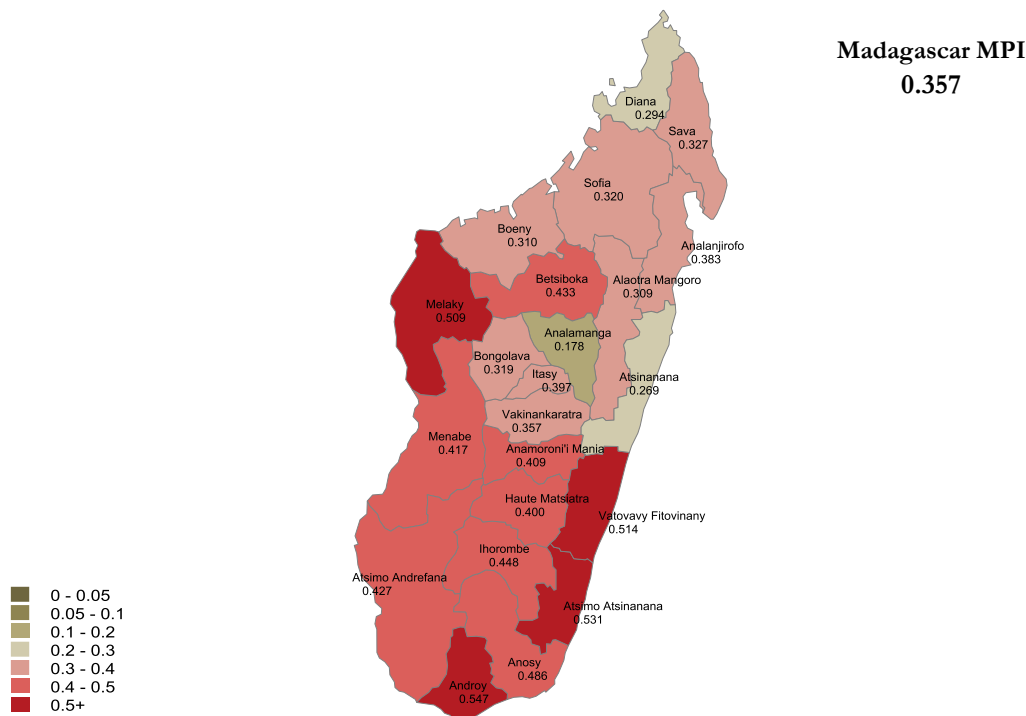 Madagascar MPI
0.357
Diana
0.294
Sava
0.327
Sofia
0.320
Boeny
0.310
Analanjirofo
0.383
Betsiboka
0.433
Alaotra Mangoro
0.309
Melaky
0.509
Analamanga
0.178
Bongolava
0.319
Itasy
0.397
Atsinanana
0.269
Vakinankaratra
0.357
Menabe
0.417
Anamoroni'i Mania
0.409
Haute Matsiatra
0.400
Vatovavy Fitovinany
0.514
Ihorombe
0.448
Atsimo Andrefana
0.427
Atsimo Atsinanana
0.531
Anosy
0.486
Androy
0.547
0 - 0.05
0.05 - 0.1
0.1 - 0.2
0.2 - 0.3
0.3 - 0.4
0.4 - 0.5
0.5+